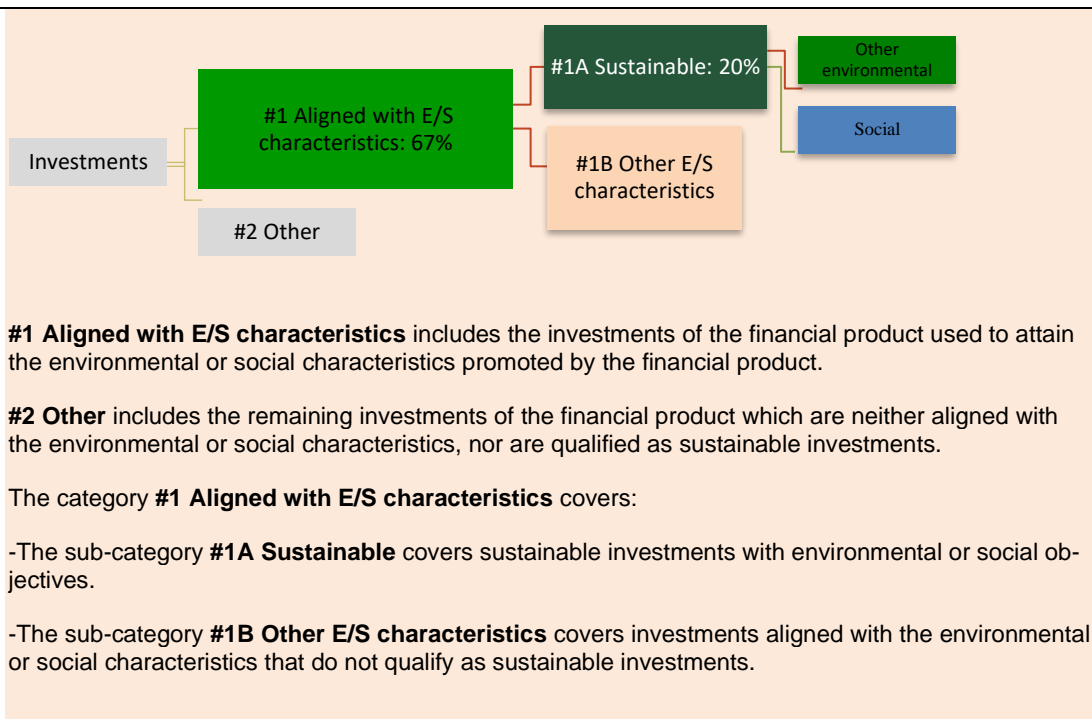 Investments
#1 Aligned with E/S
characteristics: 67%
#2 Other
#1A Sustainable: 20%
#1B Other E/S
characteristics
Other
environmental
Social
#1 Aligned with E/S characteristics includes the investments of the financial product used to attain
the environmental or social characteristics promoted by the financial product.
#2 Other includes the remaining investments of the financial product which are neither aligned with
the environmental or social characteristics, nor are qualified as sustainable investments.
The category #1 Aligned with E/S characteristics covers:
-The sub-category #1A Sustainable covers sustainable investments with environmental or social ob-
jectives.
-The sub-category #1B Other E/S characteristics covers investments aligned with the environmental
or social characteristics that do not qualify as sustainable investments.